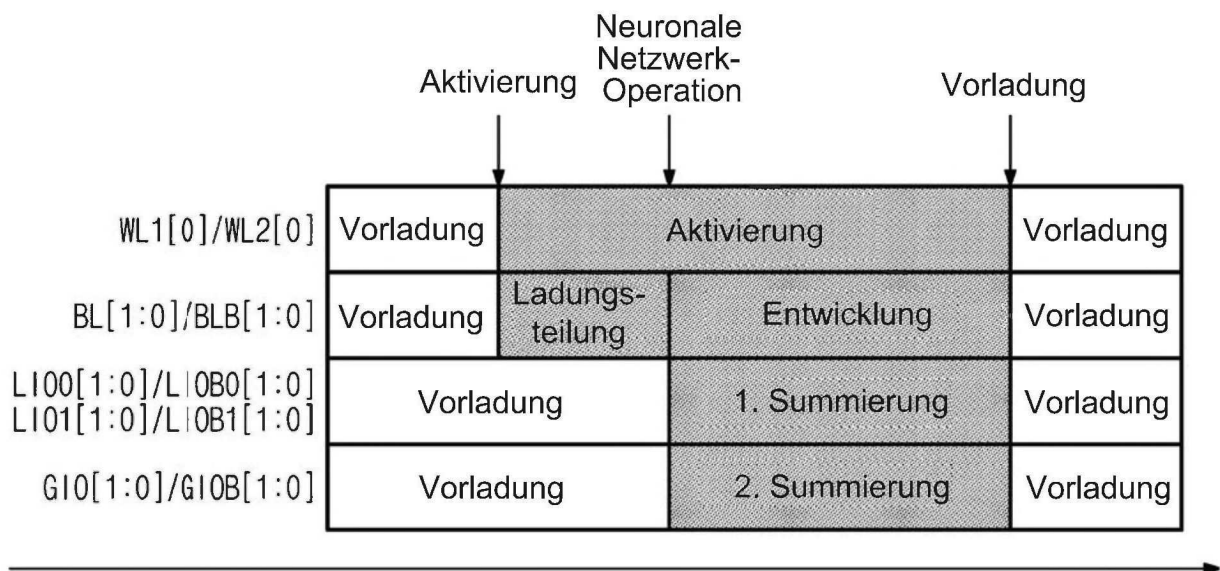 Neuronale
Netzwerk-
Aktivierung Operation Vorladung
WL1[0]/WL2[0] Vorladung Aktivierung Vorladung
BL[1:0]/BLB[1:0] Vorladung Ladungs-
teilung Entwicklung Vorladung
LIO0[1:0]/LIOB0[1:0]
LIO1[1:0]/LIOB1[1:0] Vorladung 1. Summierung Vorladung
GIO[1:0]/GIOB[1:0] Vorladung 2. Summierung Vorladung